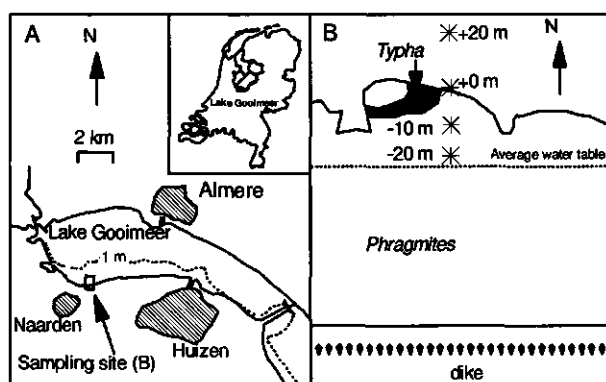 A
N
2 km
Lake Gooimeer
Almere
Lake Gooimeer
1 m
Naarden
Huizen
Sampling site (B)
B
N
Typha
+20 m
+0 m
-10 m
-20 m
Average water table
Phragmites
dike